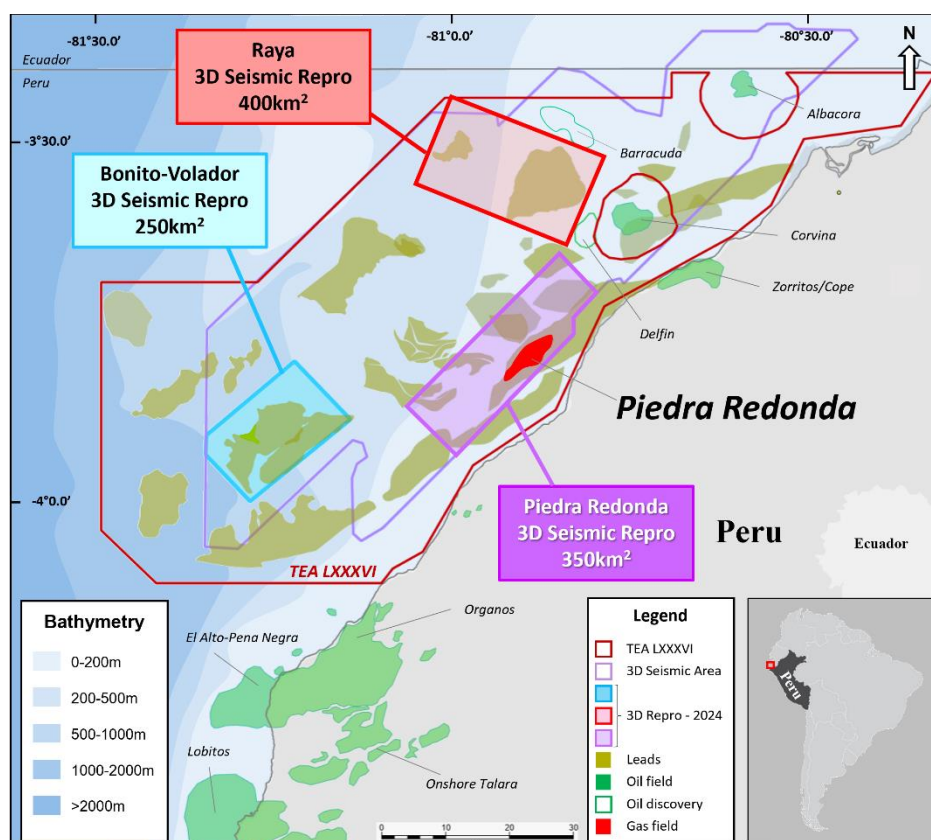 -81°30.0'
-81°0.0'
-80°30.0'
N
Ecuador
Peru
Raya
3D Seismic Repro
400km²
Albacora
-3°30.0'
Barracuda
Bonito-Volador
3D Seismic Repro
250km²
Corvina
Zorritos/Cope
Delfin
Piedra Redonda
-4°0.0'
Piedra Redonda
3D Seismic Repro
350km²
Peru
Ecuador
TEA LXXXVI
Organos
El Alto-Pena Negra
Lobitos
Onshore Talara
Bathymetry
0-200m
200-500m
500-1000m
1000-2000m
>2000m
0
10
20
30
Legend
TEA LXXXVI
3D Seismic Area
3D Repro - 2024
Leads
Oil field
Oil discovery
Gas field
Peru